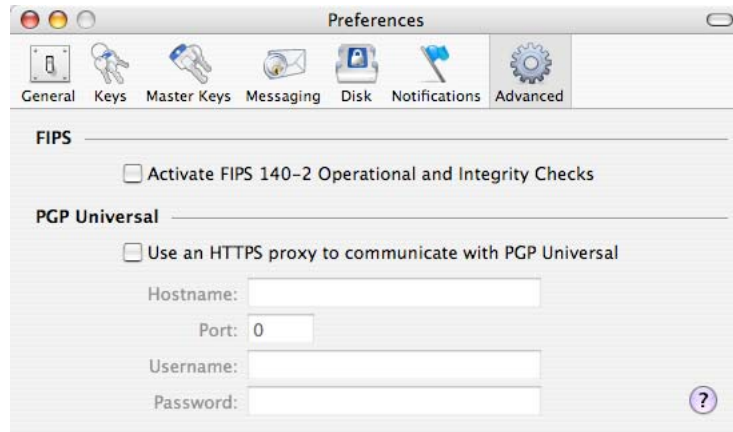 Preferences
General Keys Master Keys Messaging Disk Notifications Advanced
FIPS
Activate FIPS 140-2 Operational and Integrity Checks
PGP Universal
Use an HTTPS proxy to communicate with PGP Universal
Hostname:
Port: 0
Username:
Password:
?